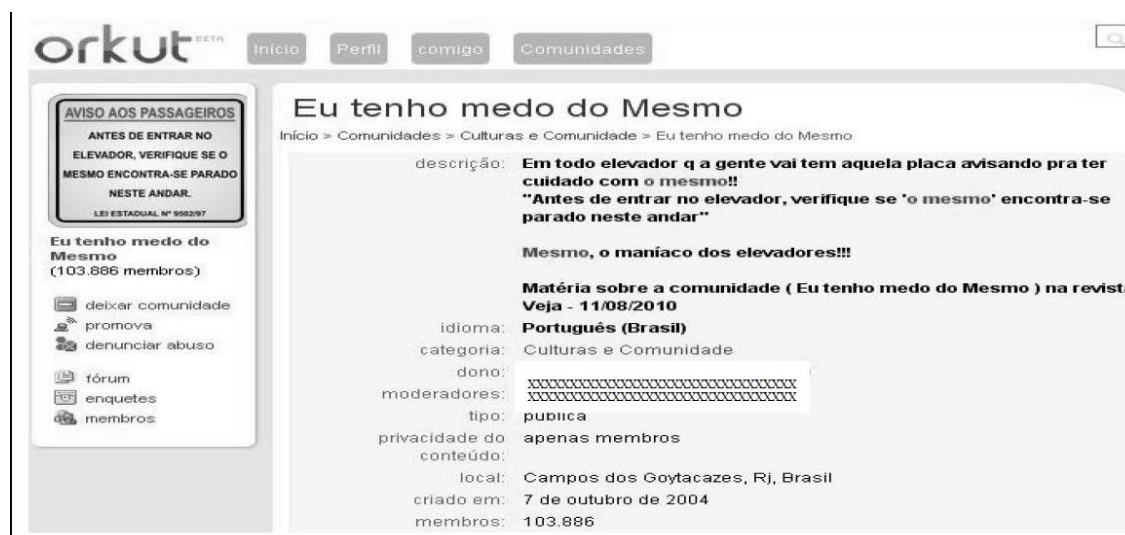 orkut BETA
Início Perfil comigo Comunidades
AVISO AOS PASSAGEIROS
ANTES DE ENTRAR NO
ELEVADOR, VERIFIQUE SE O
MESMO ENCONTRA-SE PARADO
NESTE ANDAR.
LEI ESTADUAL Nº 9502/97
Eu tenho medo do
Mesmo
(103.886 membros)
deixar comunidade
promova
denunciar abuso
fórum
enquetes
membros
Eu tenho medo do Mesmo
Início > Comunidades > Culturas e Comunidade > Eu tenho medo do Mesmo
descrição: Em todo elevador q a gente vai tem aquela placa avisando pra ter
cuidado com o mesmo!!
"Antes de entrar no elevador, verifique se 'o mesmo' encontra-se
parado neste andar"
Mesmo, o maníaco dos elevadores!!!
Matéria sobre a comunidade ( Eu tenho medo do Mesmo ) na revist
Veja - 11/08/2010
idioma: Português (Brasil)
categoria: Culturas e Comunidade
dono:
moderadores:
tipo: pública
privacidade do apenas membros
conteúdo:
local: Campos dos Goytacazes, Rj, Brasil
criado em: 7 de outubro de 2004
membros: 103.886